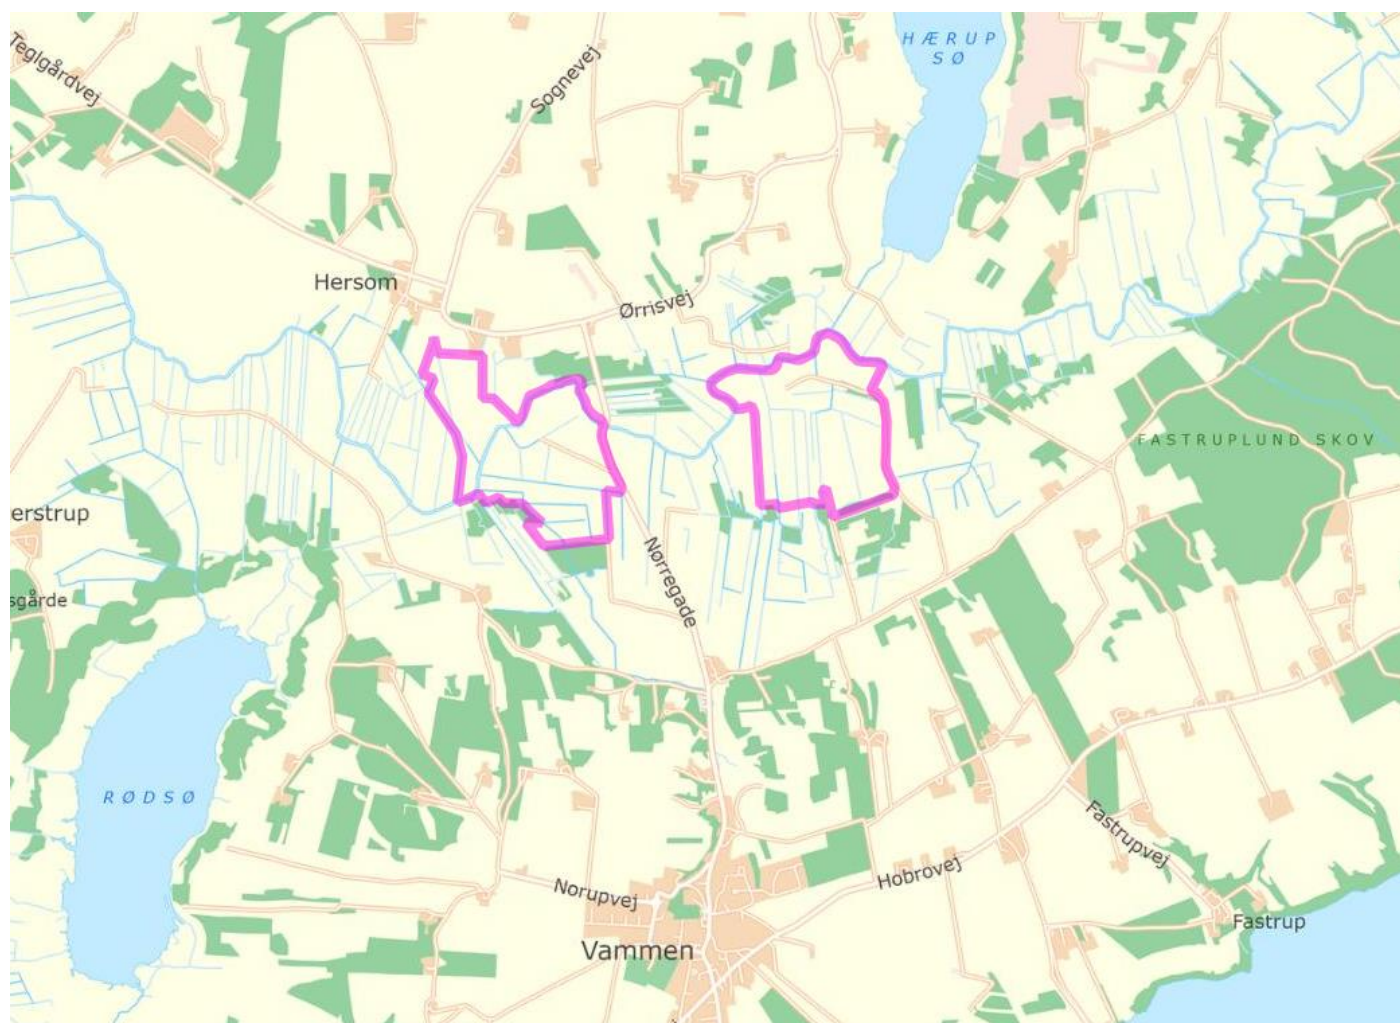 HÆRUP
SØ
Teglgårdvej
Sognevej
Hersom
Ørrisvej
FASTRUPLUND SKOV
erstrup
Nørregade
sgårde
RØDSØ
Fastrupvej
Hobrovej
Norupvej
Fastrup
Vammen